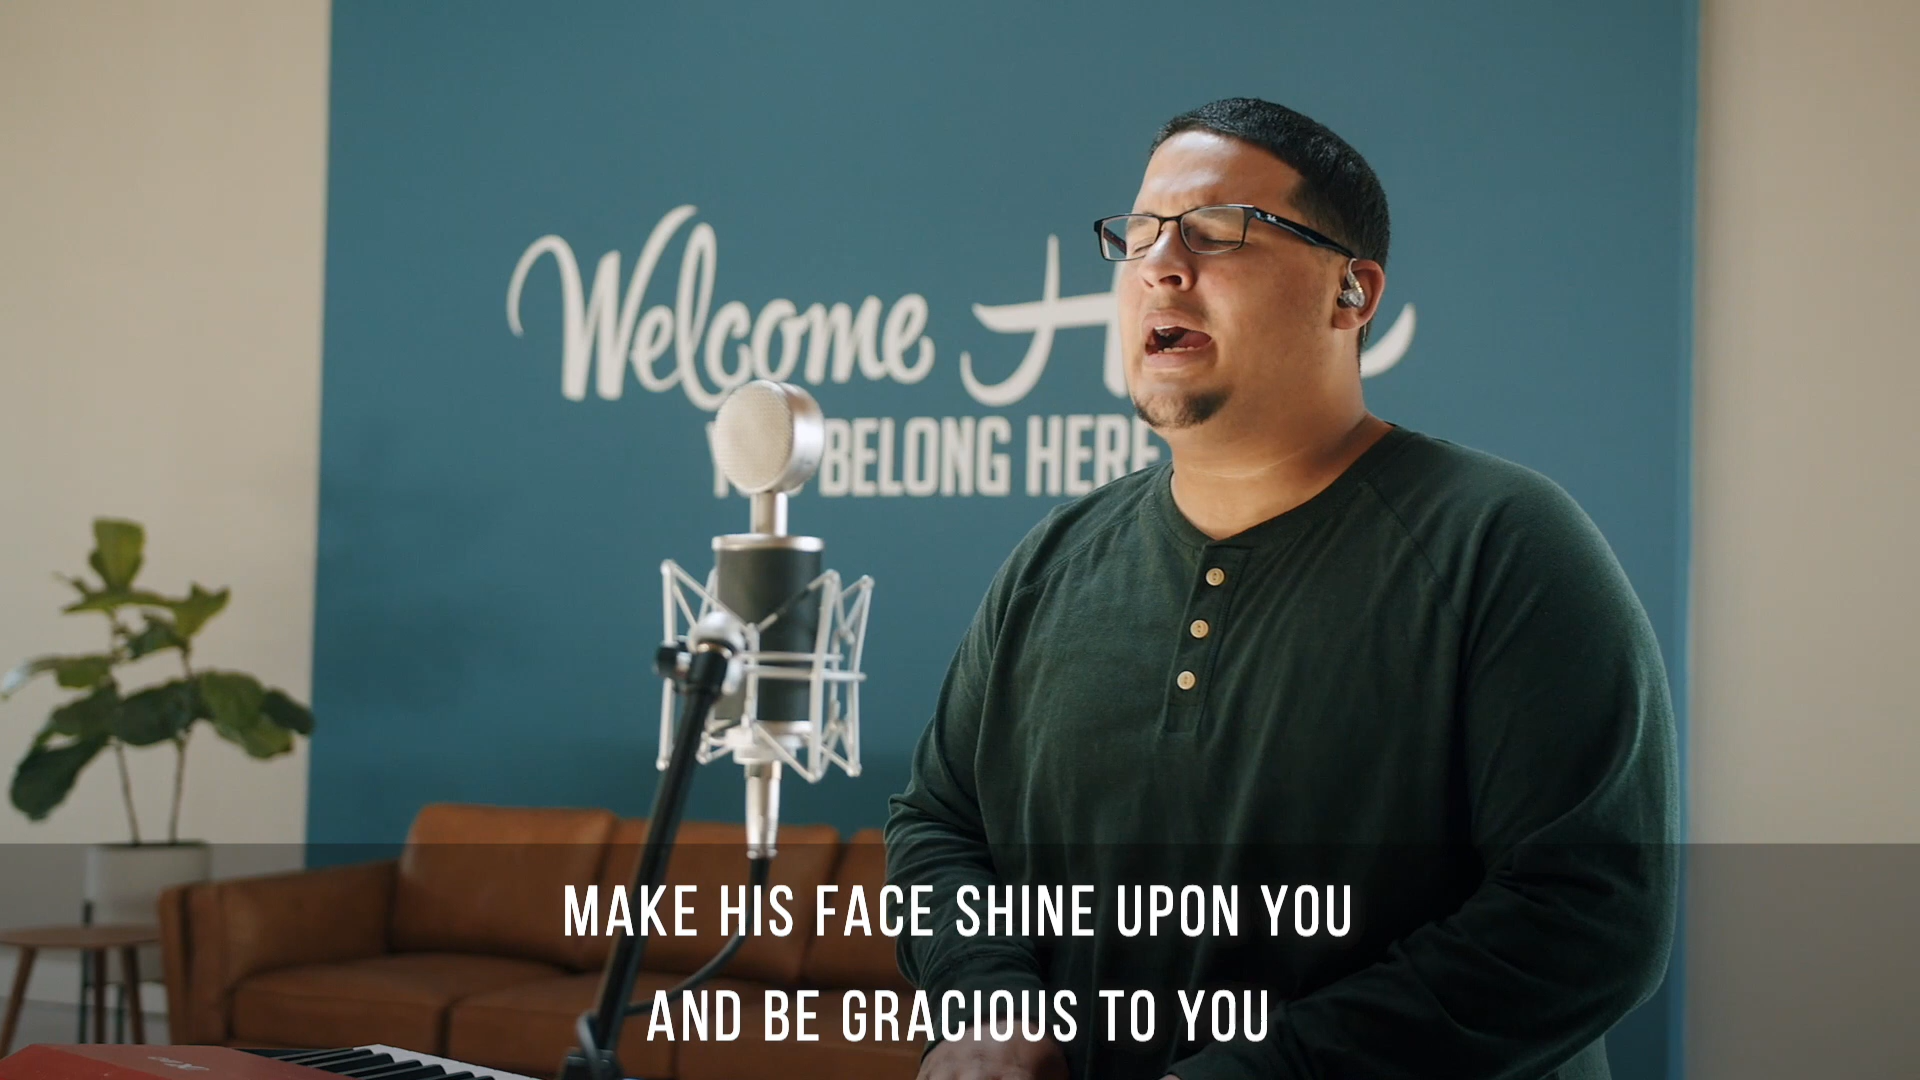 Welcome
BELONG HERE
MAKE HIS FACE SHINE UPON YOU
AND BE GRACIOUS TO YOU